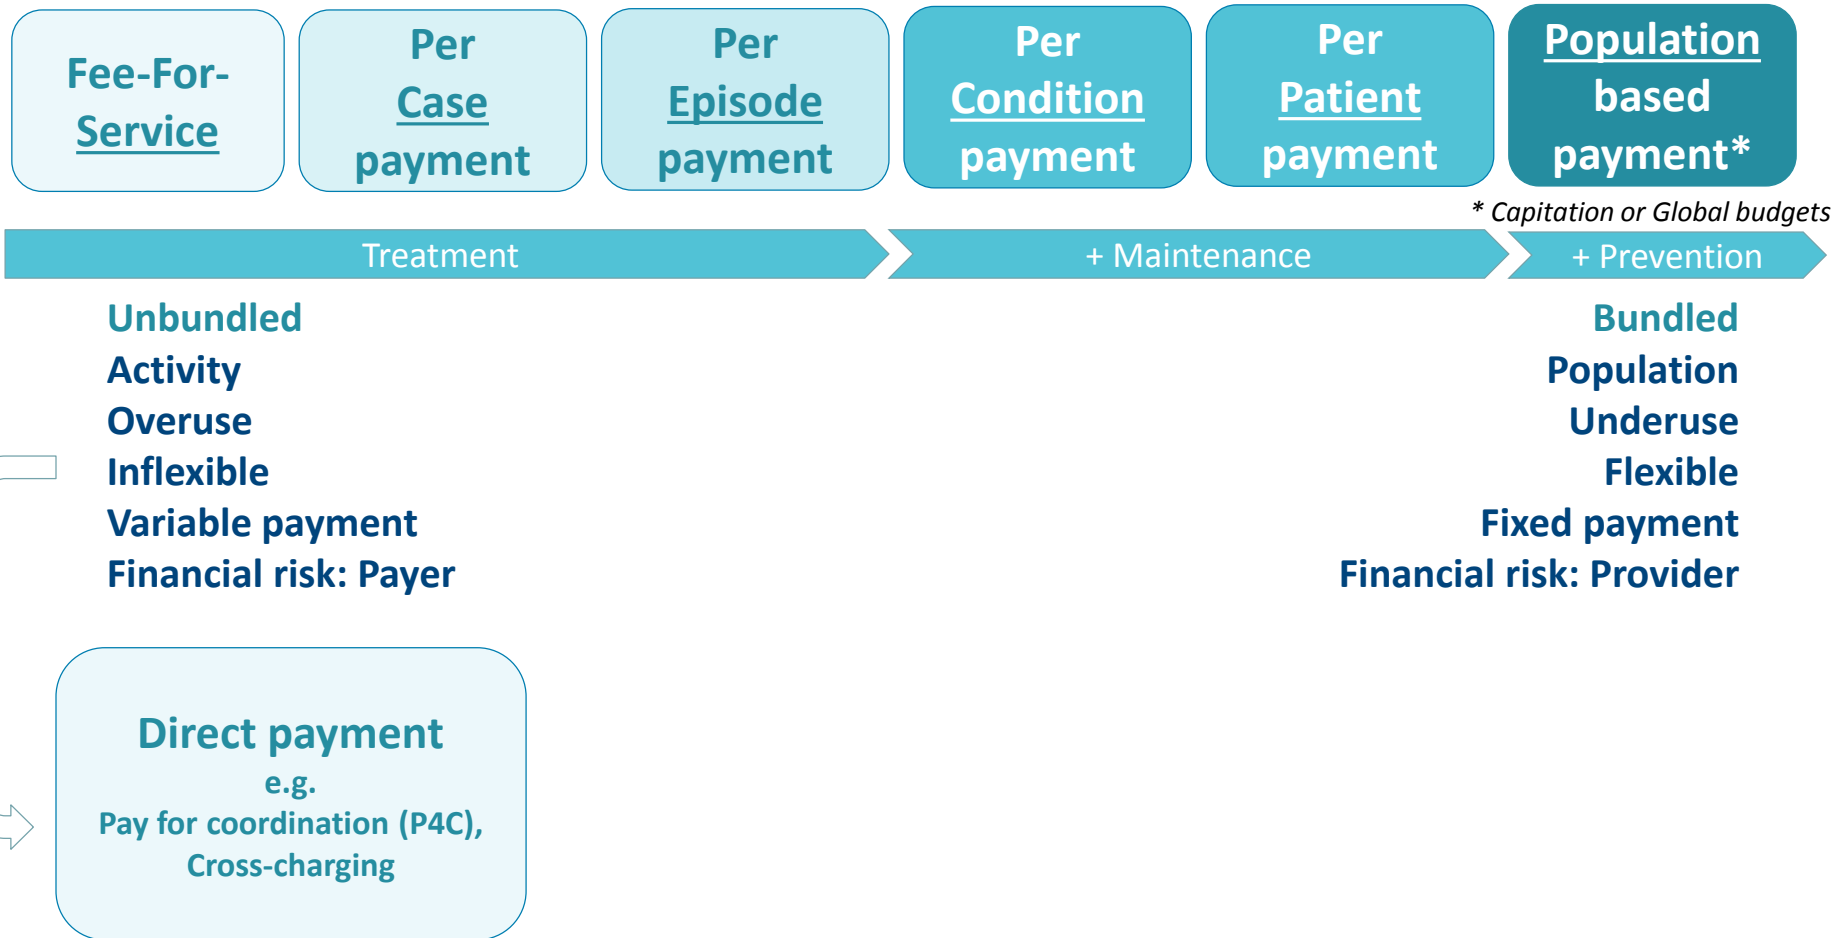 Fee-For-
Service
Per
Case
payment
Per
Episode
payment
Per
Condition
payment
Per
Patient
payment
Population
based
payment*
* Capitation or Global budgets
Treatment
+ Maintenance
+ Prevention
Unbundled
Activity
Overuse
Inflexible
Variable payment
Financial risk: Payer
Bundled
Population
Underuse
Flexible
Fixed payment
Financial risk: Provider
Direct payment
e.g.
Pay for coordination (P4C),
Cross-charging